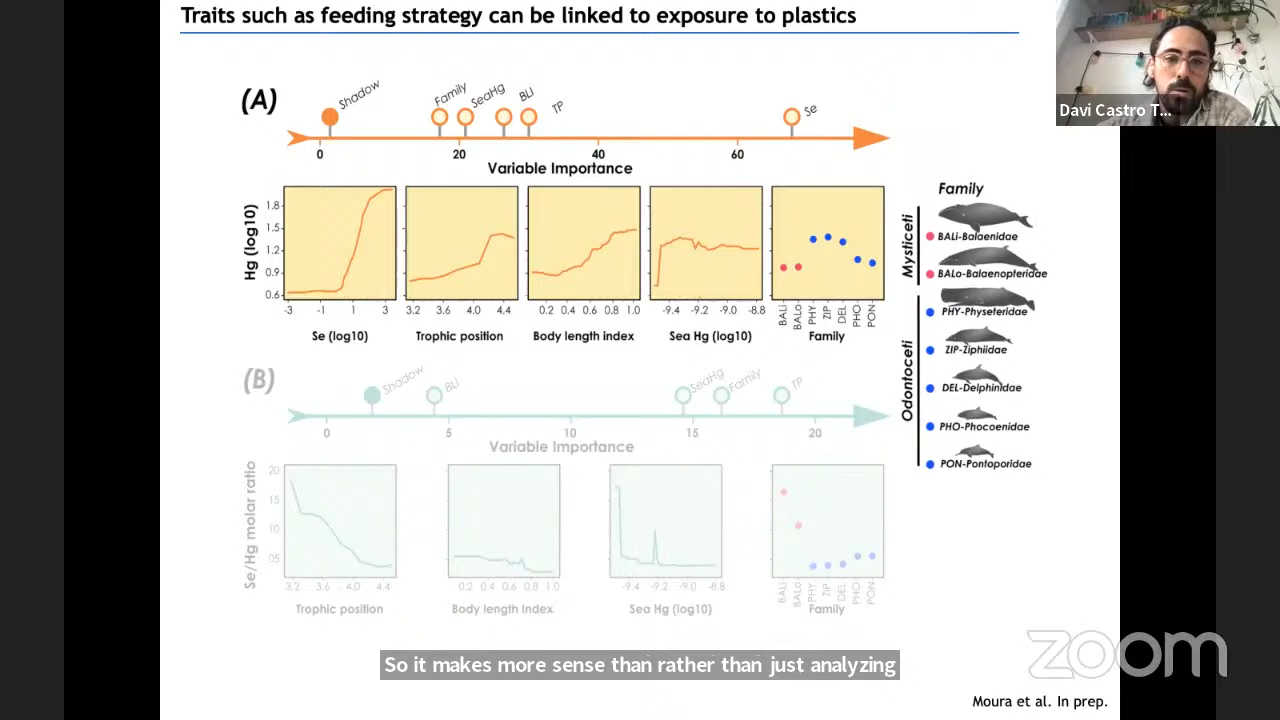 Traits such as feeding strategy can be linked to exposure to plastics
Davi Castro T...
(A)
Shadow
Family
SeaHg
BLI
TP
Se
0 20 40 60
Variable Importance
Hg (log10)
1.8
1.5
1.2
0.9
0.6
-3 -1 1 3
Se (log10)
3.2 3.6 4.0 4.4
Trophic position
0.2 0.4 0.6 0.8 1.0
Body length index
-9.4 -9.2 -9.0 -8.8
Sea Hg (log10)
BALi BALo PHY ZIP DEL PHO PON
Family
Family
Mysticeti
BALi-Balaenidae
BALo-Balaenopteridae
Odontoceti
PHY-Physeteridae
ZIP-Ziphiidae
DEL-Delphinidae
PHO-Phocoenidae
PON-Pontoporidae
(B)
Shadow
BLI
SeaHg
Family
TP
0 5 10 15 20
Variable Importance
Se/Hg molar ratio
20
15
10
05
3.2 3.6 4.0 4.4
Trophic position
0.2 0.4 0.6 0.8 1.0
Body length Index
-9.4 -9.2 -9.0 -8.8
Sea Hg (log10)
BALi BALo PHY ZIP DEL PHO PON
Family
So it makes more sense than rather than just analyzing
zoom
Moura et al. In prep.